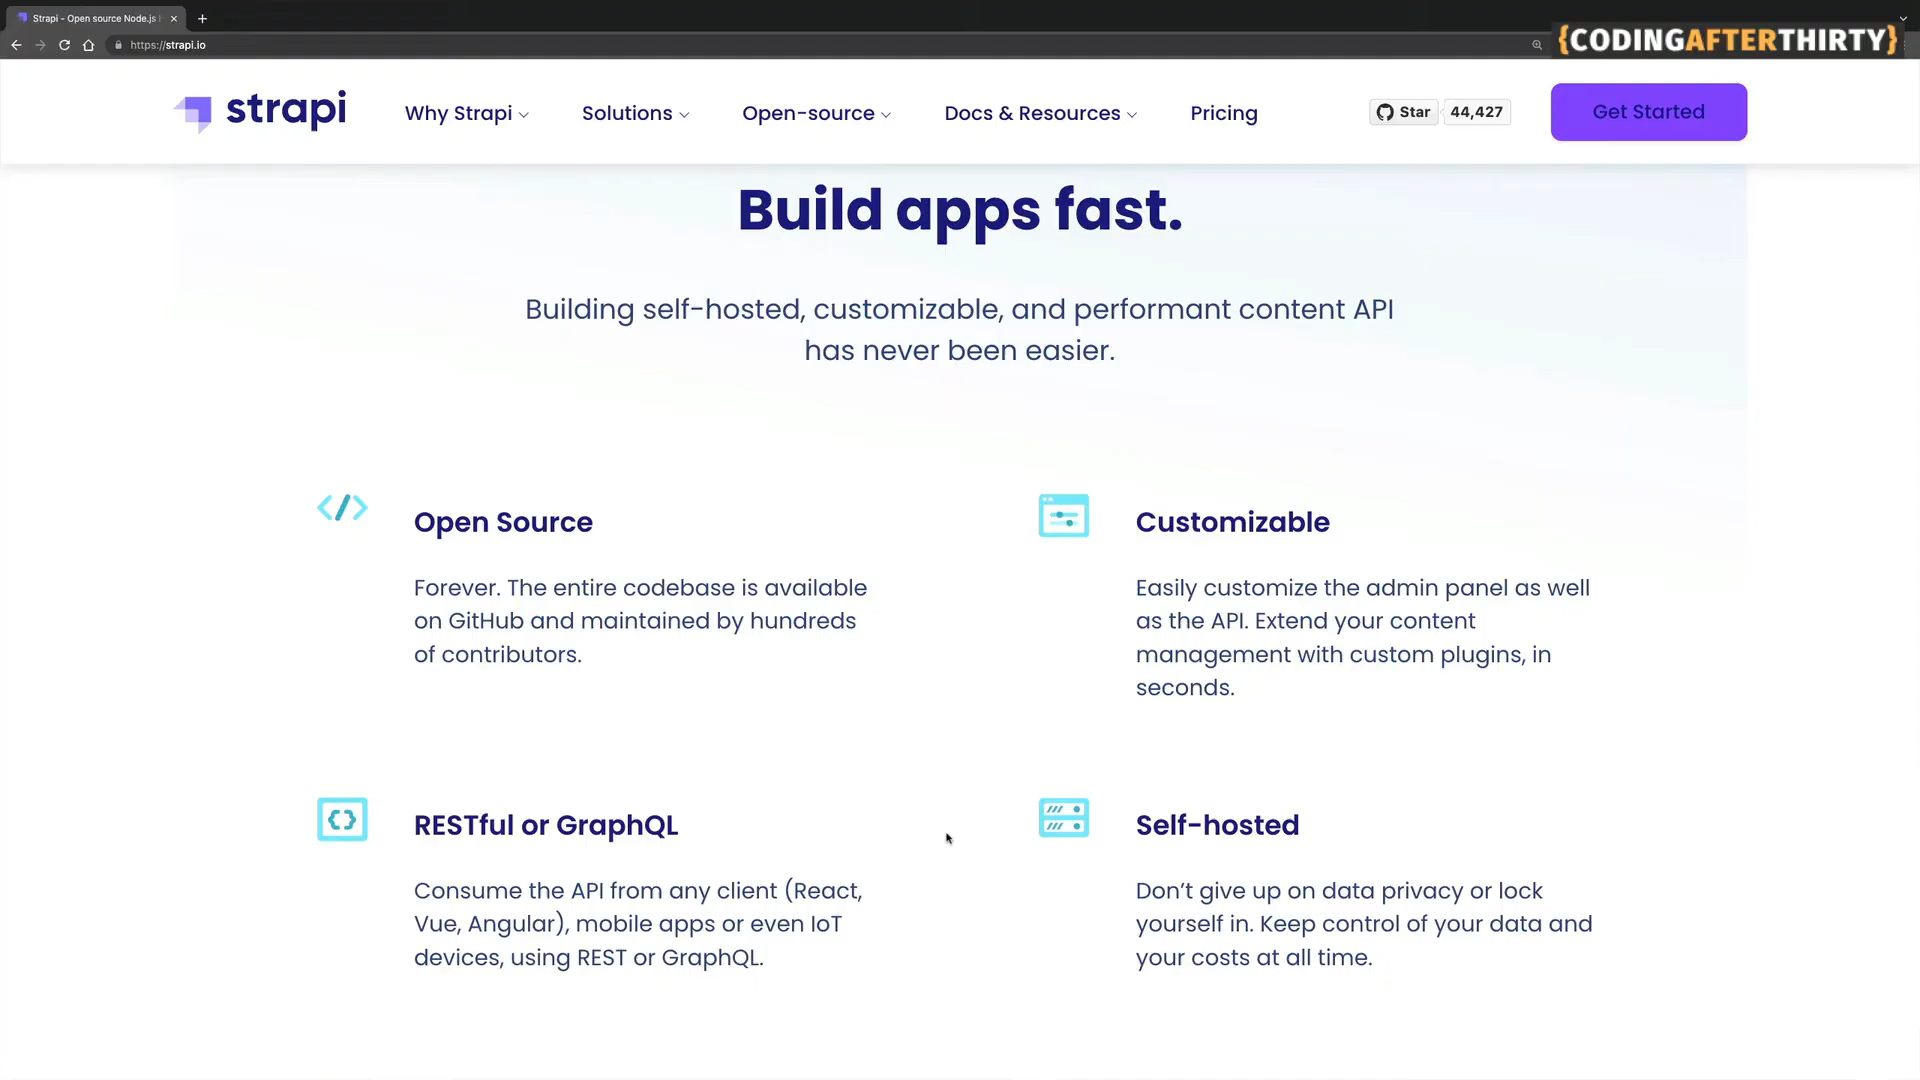 Strapi - Open source Node.js
https://strapi.io
{CODINGAFTERTHIRTY}
strapi
Why Strapi
Solutions
Open-source
Docs & Resources
Pricing
Star
44,427
Get Started
Build apps fast.
Building self-hosted, customizable, and performant content API
has never been easier.
Open Source
Forever. The entire codebase is available
on GitHub and maintained by hundreds
of contributors.
Customizable
Easily customize the admin panel as well
as the API. Extend your content
management with custom plugins, in
seconds.
RESTful or GraphQL
Consume the API from any client (React,
Vue, Angular), mobile apps or even IoT
devices, using REST or GraphQL.
Self-hosted
Don’t give up on data privacy or lock
yourself in. Keep control of your data and
your costs at all time.